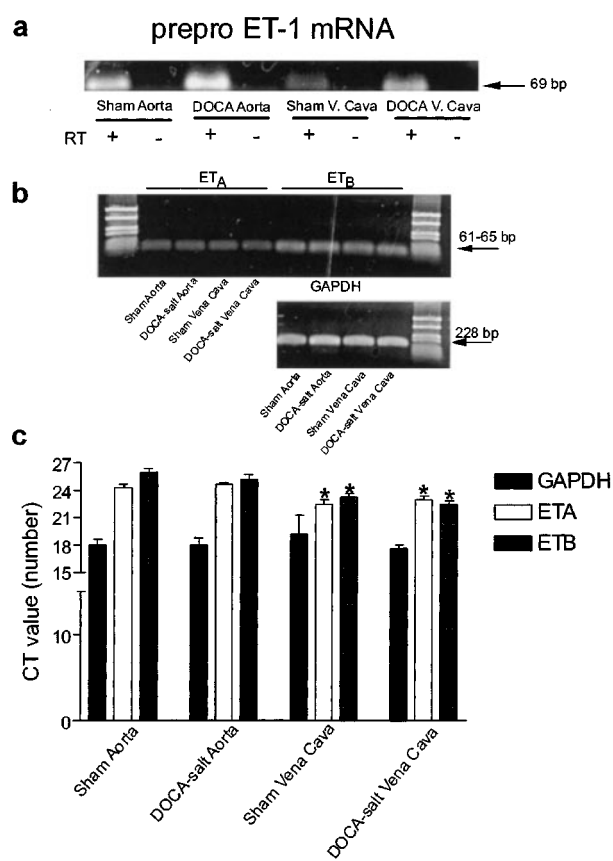 a
prepro ET-1 mRNA
69 bp
Sham Aorta DOCA Aorta Sham V. Cava DOCA V. Cava
RT + - + - + - + -
b
ETA ETB
61-65 bp
Sham Aorta
DOCA-salt Aorta
Sham Vena Cava
DOCA-salt Vena Cava
GAPDH
228 bp
Sham Aorta
DOCA-salt Aorta
Sham Vena Cava
DOCA-salt Vena Cava
c
CT value (number)
27
24
21
18
15
10
0
* * * *
GAPDH
ETA
ETB
Sham Aorta
DOCA-salt Aorta
Sham Vena Cava
DOCA-salt Vena Cava